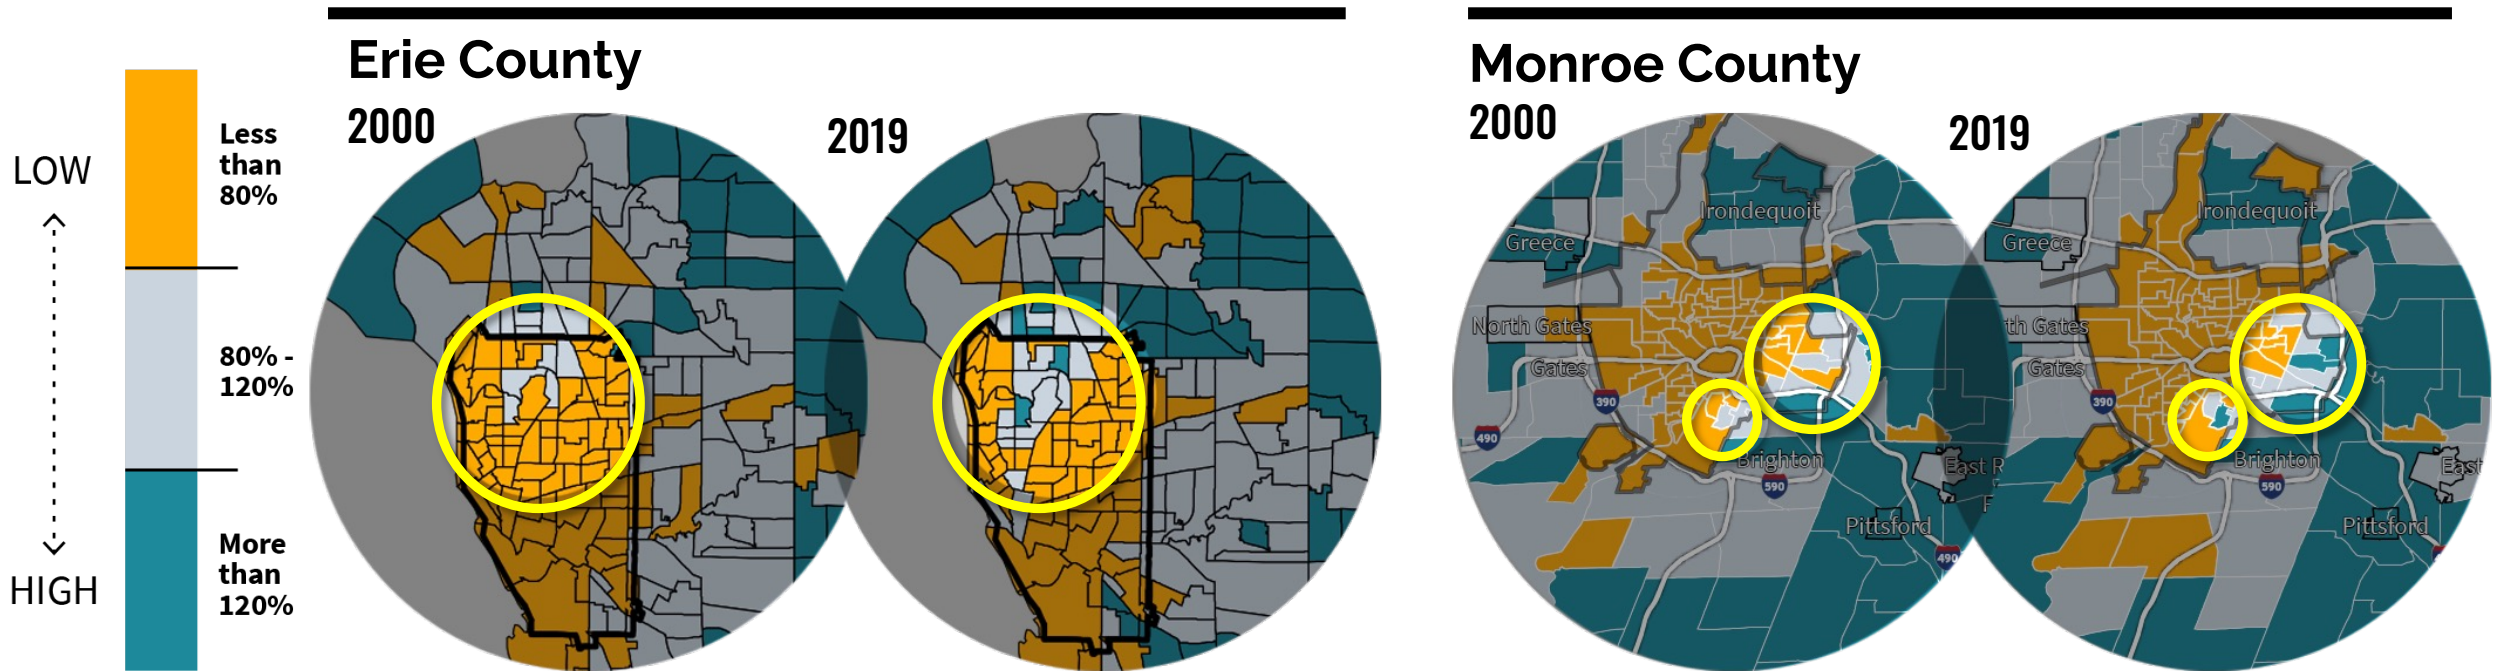 Erie County
2000
2019
Monroe County
2000
2019
LOW
HIGH
Less
than
80%
80% -
120%
More
than
120%
Irondequoit
Greece
North Gates
Gates
390
490
Brighton
590
East R
F
Pittsford
490
Irondequoit
Greece
th Gates
Gates
390
Brighton
590
East
Pittsford